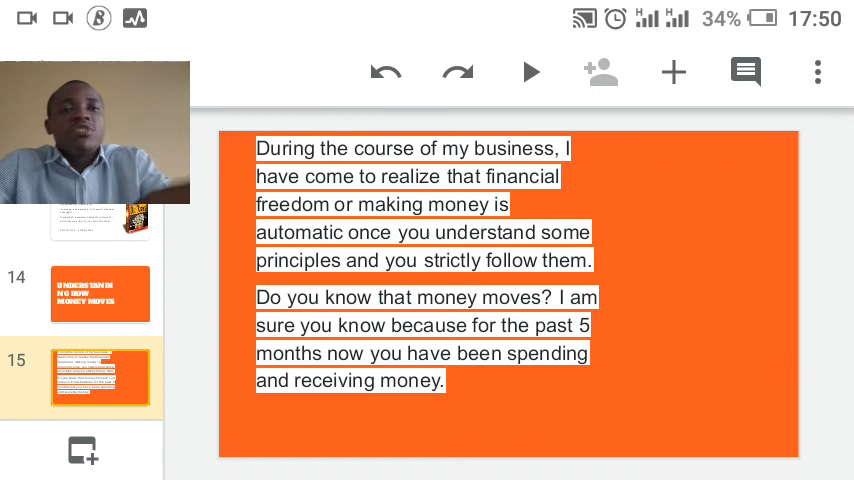 34% 17:50
During the course of my business, I
have come to realize that financial
freedom or making money is
automatic once you understand some
principles and you strictly follow them.
Do you know that money moves? I am
sure you know because for the past 5
months now you have been spending
and receiving money.
14
UNDERSTANDI
NG HOW
MONEY MOVES
15